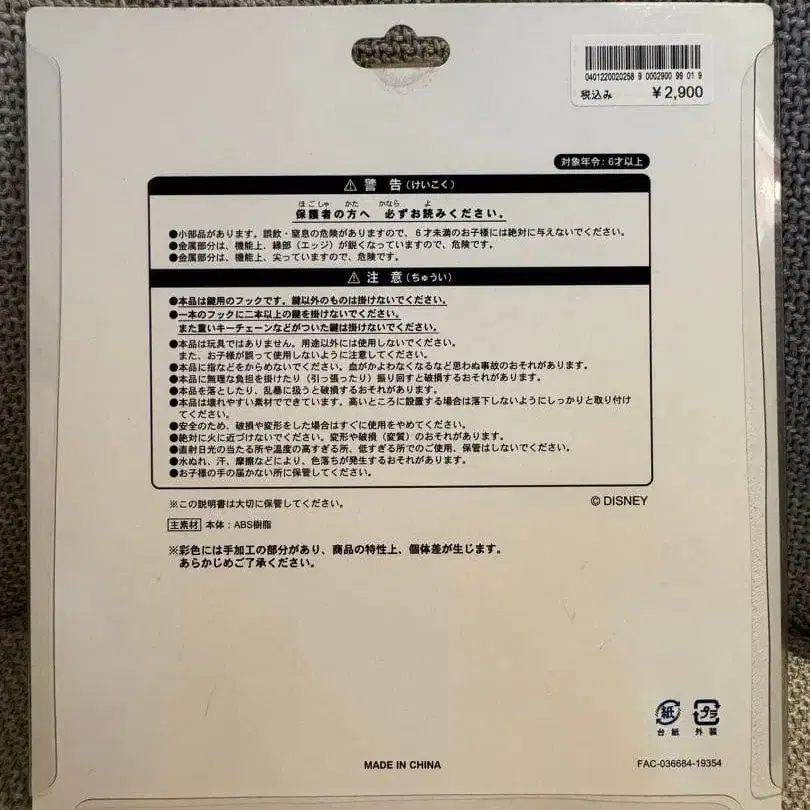 0401220020258 9 0002900 99 01 9
税込み ¥2,900
対象年令:6才以上
⚠ 警 告(けいこく)
ほごしゃ かた かなら よ
保護者の方へ 必ずお読みください。
●小部品があります。誤飲・窒息の危険がありますので、6才未満のお子様には絶対に与えないでください。
●金属部分は、機能上、縁部(エッジ)が鋭くなっていますので、危険です。
●金属部分は、機能上、尖っていますので、危険です。
⚠ 注 意(ちゅうい)
●本品は鍵用のフックです。鍵以外のものは掛けないでください。
●一本のフックに二本以上の鍵を掛けないでください。
また重いキーチェーンなどがついた鍵は掛けないでください。
●本品は玩具ではありません。用途以外には使用しないでください。
また、お子様が誤って使用しないように注意してください。
●本品に指などをからめないでください。血がかよわなくなるなど思わぬ事故のおそれがあります。
●本品に無理な負担を掛けたり(引っ張ったり)振り回すと破損するおそれがあります。
●本品を落としたり、乱暴に扱うと破損するおそれがあります。
●本品は壊れやすい素材でできています。高いところに設置する場合は落下しないようにしっかりと取り付け
てください。
●安全のため、破損や変形をした場合はすぐに使用をやめてください。
●絶対に火に近づけないでください。変形や破損(変質)のおそれがあります。
●直射日光の当たる所や温度の高すぎる所、低すぎる所でのご使用、保管はしないでください。
●水ぬれ、汗、摩擦などにより、色落ちが発生するおそれがあります。
●お子様の手の届かない所に保管してください。
※この説明書は大切に保管してください。
© DISNEY
主素材 本体:ABS樹脂
※彩色には手加工の部分があり、商品の特性上、個体差が生じます。
あらかじめご了承ください。
紙 プラ
台紙 外装
MADE IN CHINA
FAC-036684-19354